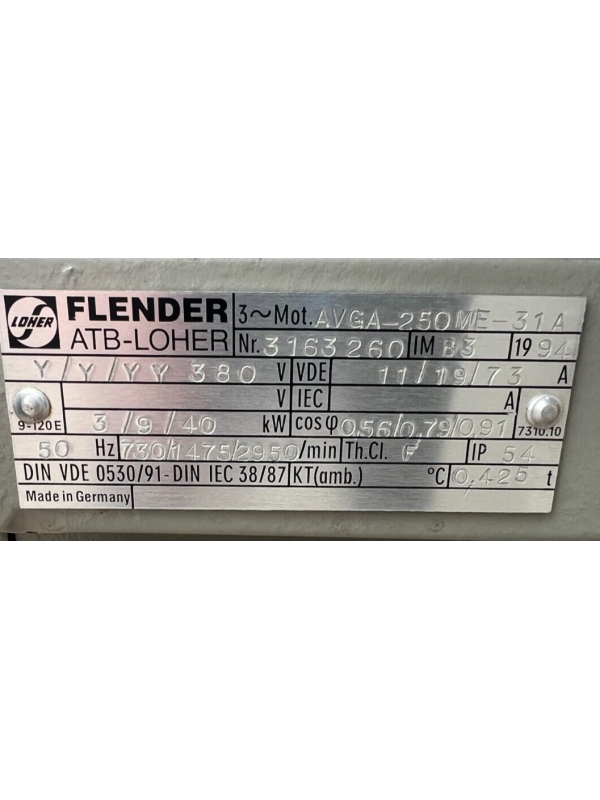 LOHER FLENDER ATB-LOHER
3~Mot. AVGA-250ME-31A
Nr. 3163260 IM B3 1994
Y/Y/YY 380 V VDE 11/19/73 A
V IEC A
9-120E 3/9/40 kW cosφ 0.56/0.79/0.91 7310.10
50 Hz 730/1475/2950/min Th.Cl. F IP 54
DIN VDE 0530/91-DIN IEC 38/87 KT(amb.) °C 0,425 t
Made in Germany